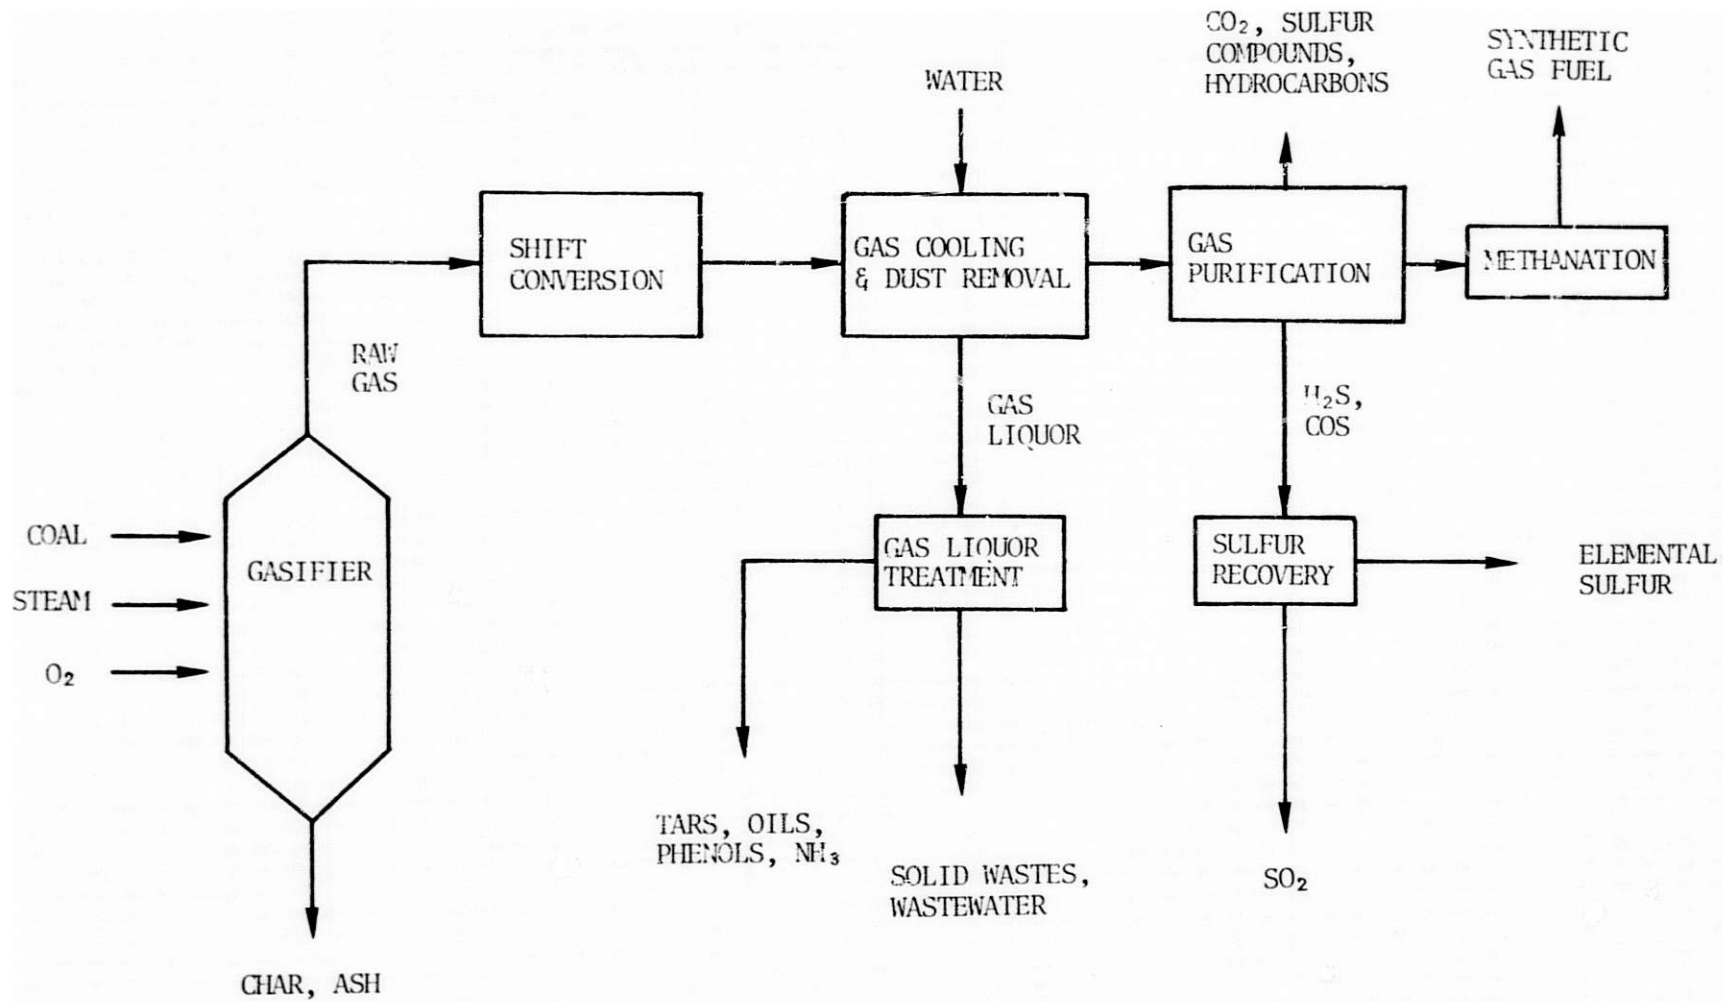 CO₂, SULFUR
COMPOUNDS,
HYDROCARBONS
SYNTHETIC
GAS FUEL
WATER
SHIFT
CONVERSION
GAS COOLING
& DUST REMOVAL
GAS
PURIFICATION
METHANATION
RAW
GAS
GAS
LIQUOR
H₂S,
COS
COAL
STEAM
O₂
GASIFIER
GAS LIQUOR
TREATMENT
SULFUR
RECOVERY
ELEMENTAL
SULFUR
TARS, OILS,
PHENOLS, NH₃
SOLID WASTES,
WASTEWATER
SO₂
CHAR, ASH